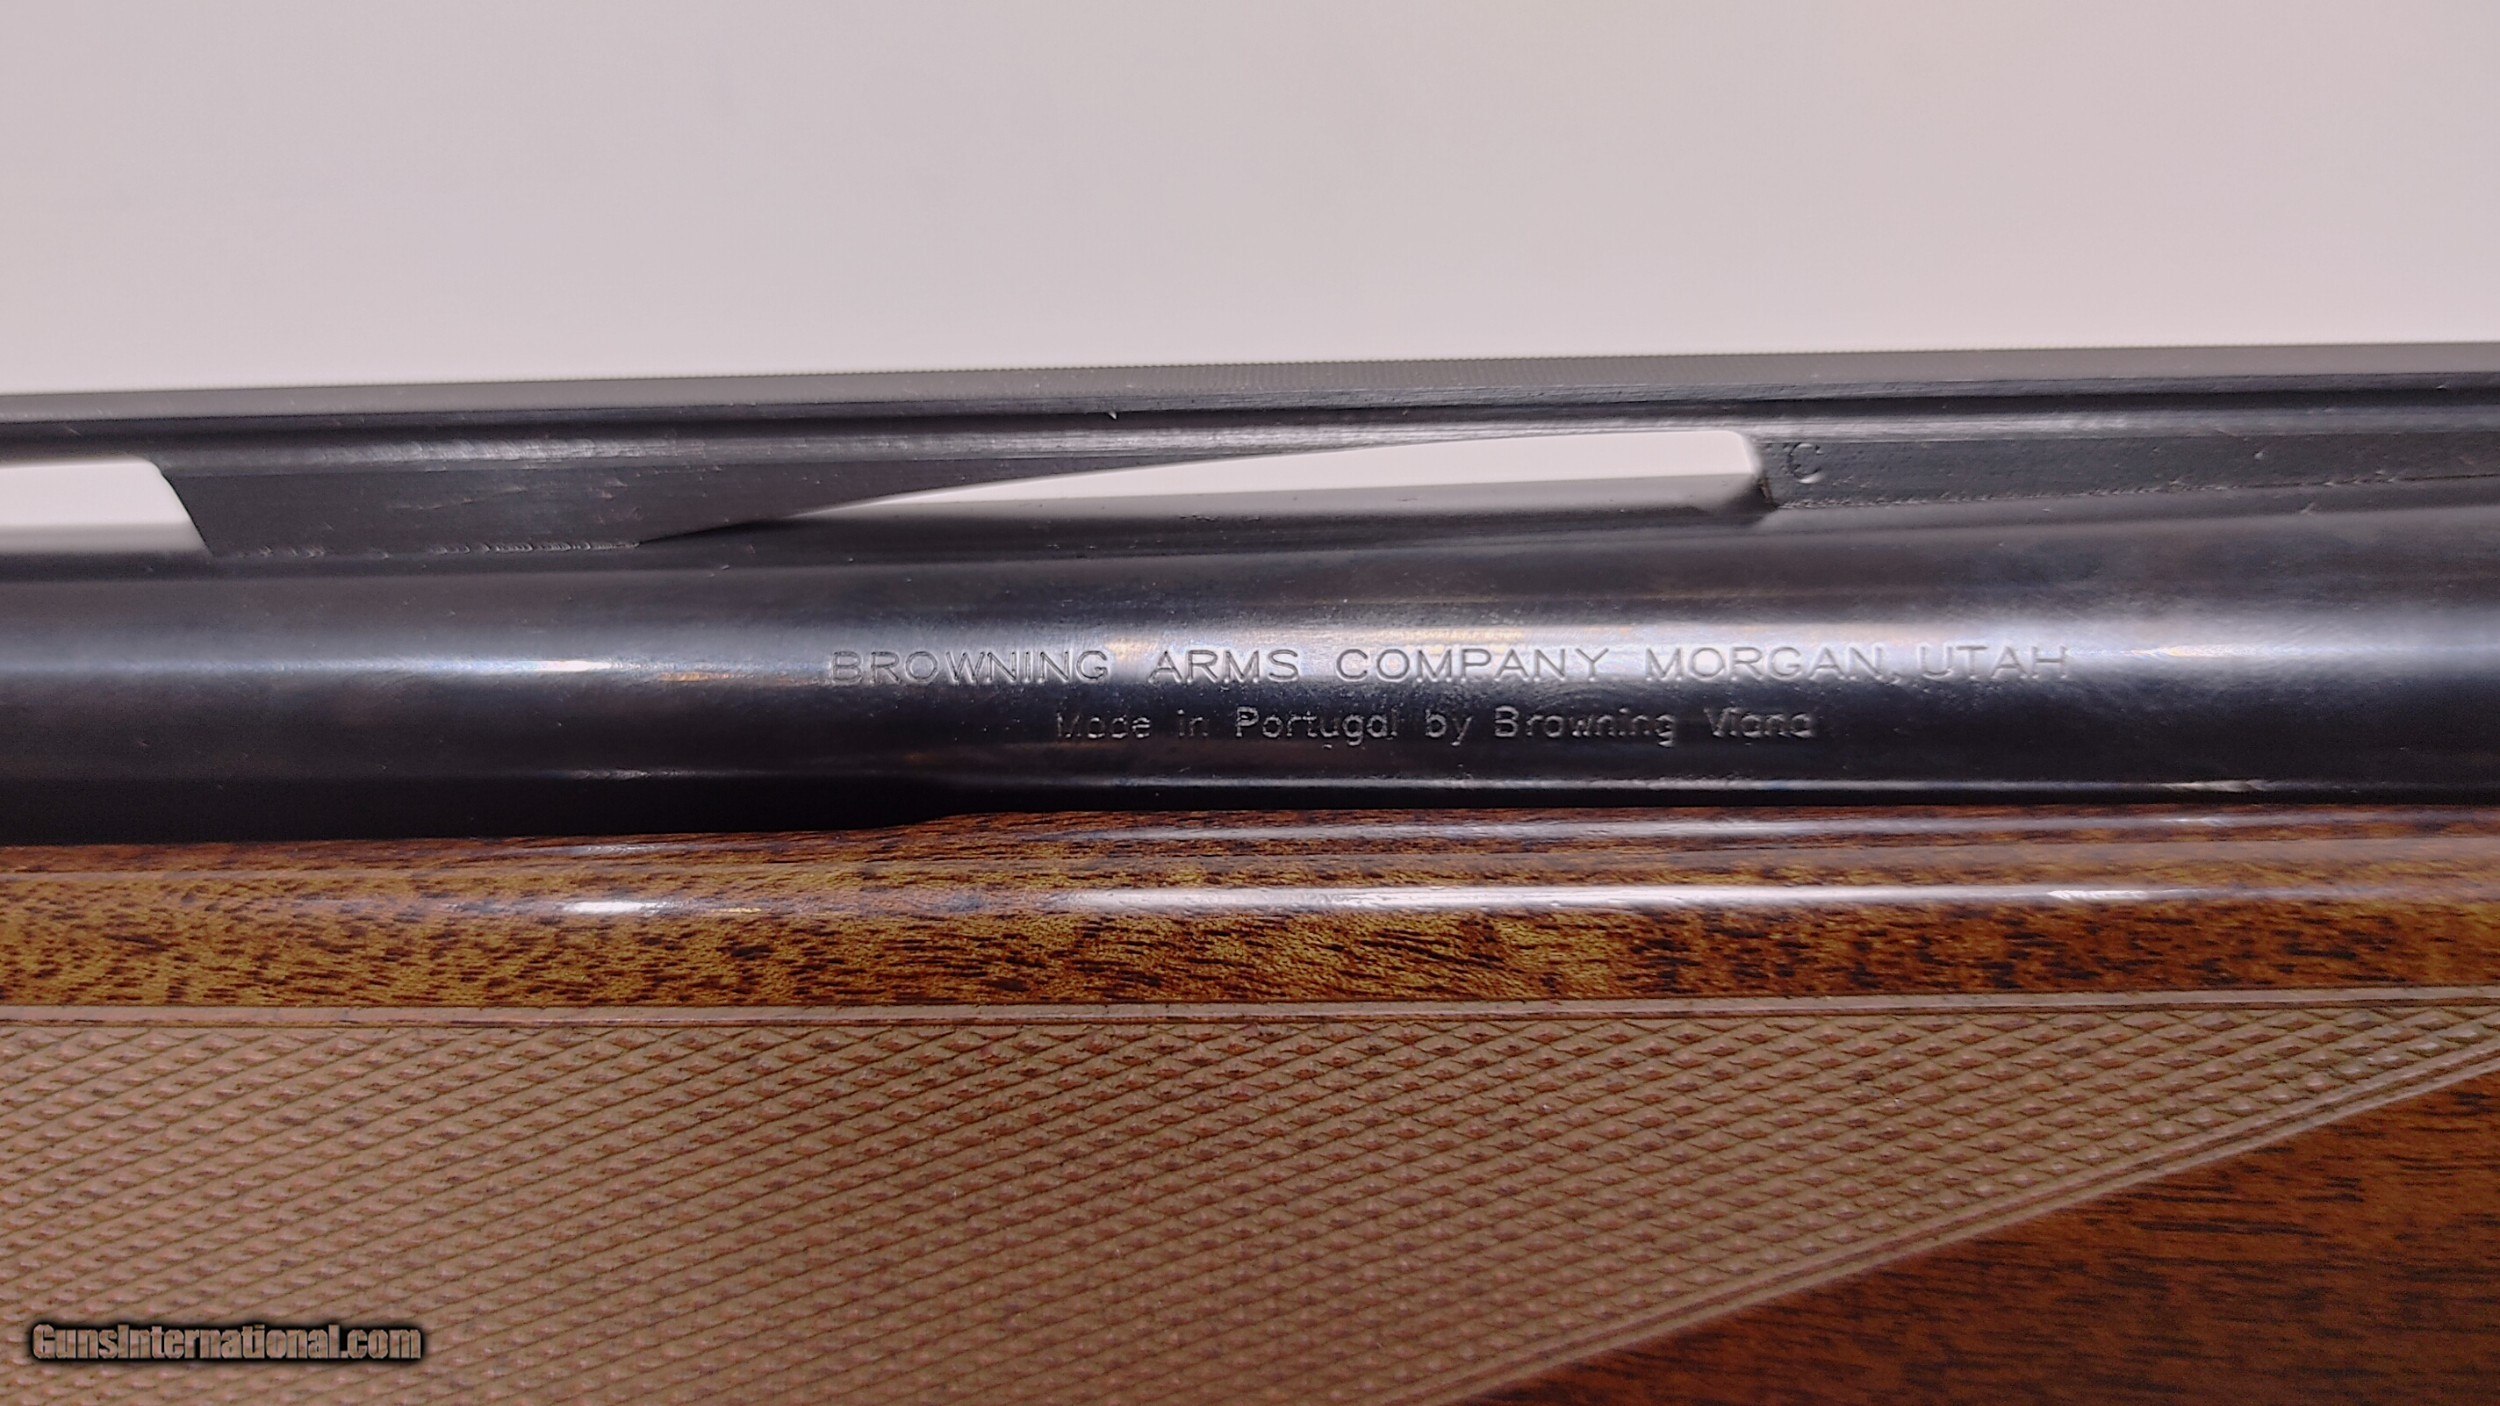 C
BROWNING ARMS COMPANY MORGAN, UTAH
Made in Portugal by Browning Viana
GunsInternational.com